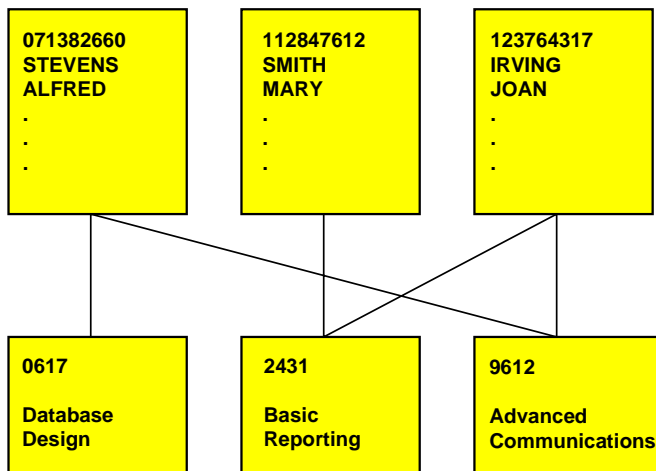 071382660
STEVENS
ALFRED
.
.
.
112847612
SMITH
MARY
.
.
.
123764317
IRVING
JOAN
.
.
.
0617
Database
Design
2431
Basic
Reporting
9612
Advanced
Communications